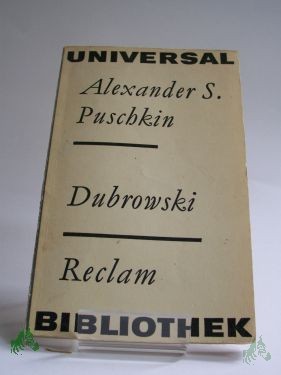 UNIVERSAL
Alexander S.
Puschkin
Dubrowski
Reclam
BIBLIOTHEK